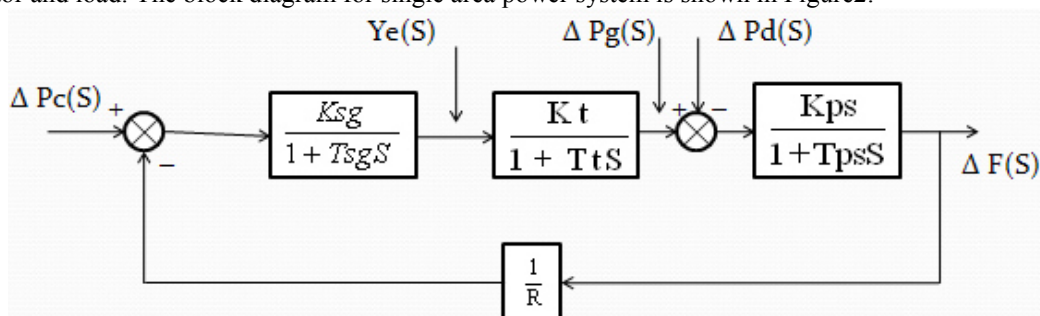 or and load. The block diagram for single area power system is shown in Figure2.
Ye(S) Δ Pg(S) Δ Pd(S)
Δ Pc(S) + Ksg K t + − Kps
1 + TsgS 1 + TtS 1+TpsS
− Δ F(S)
1
R